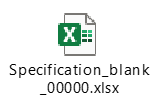 X
Specification_blank
_00000.xlsx